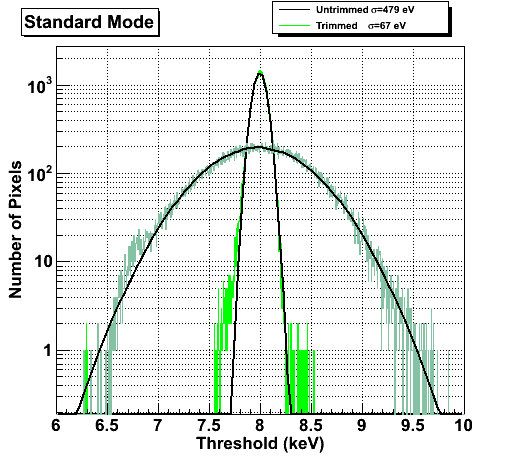 Standard Mode
Untrimmed σ=479 eV
Trimmed σ=67 eV
Number of Pixels
10³
10²
10
1
6 6.5 7 7.5 8 8.5 9 9.5 10
Threshold (keV)